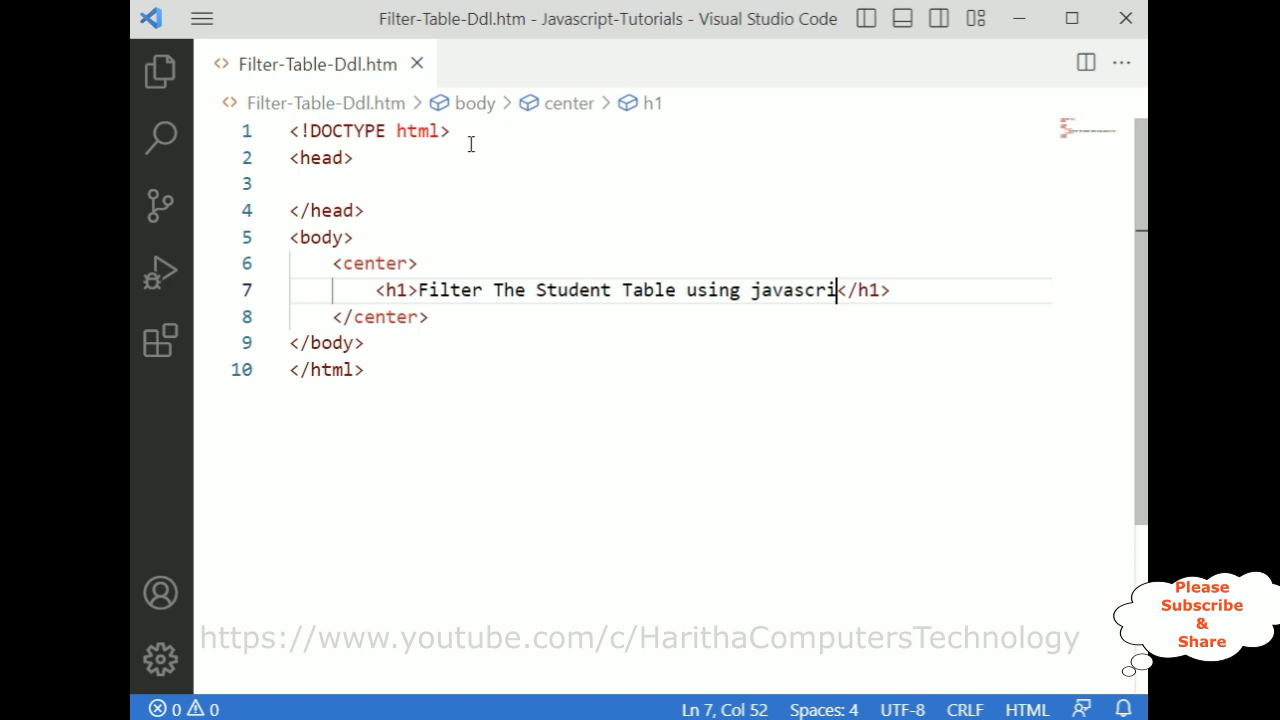 Filter-Table-Ddl.htm - Javascript-Tutorials - Visual Studio Code
Filter-Table-Ddl.htm
Filter-Table-Ddl.htm > body > center > h1
1 <!DOCTYPE html>
2 <head>
3
4 </head>
5 <body>
6 <center>
7 <h1>Filter The Student Table using javascri</h1>
8 </center>
9 </body>
10 </html>
Please
Subscribe
&
Share
https://www.youtube.com/c/HarithaComputersTechnology
0 0 Ln 7, Col 52 Spaces: 4 UTF-8 CRLF HTML